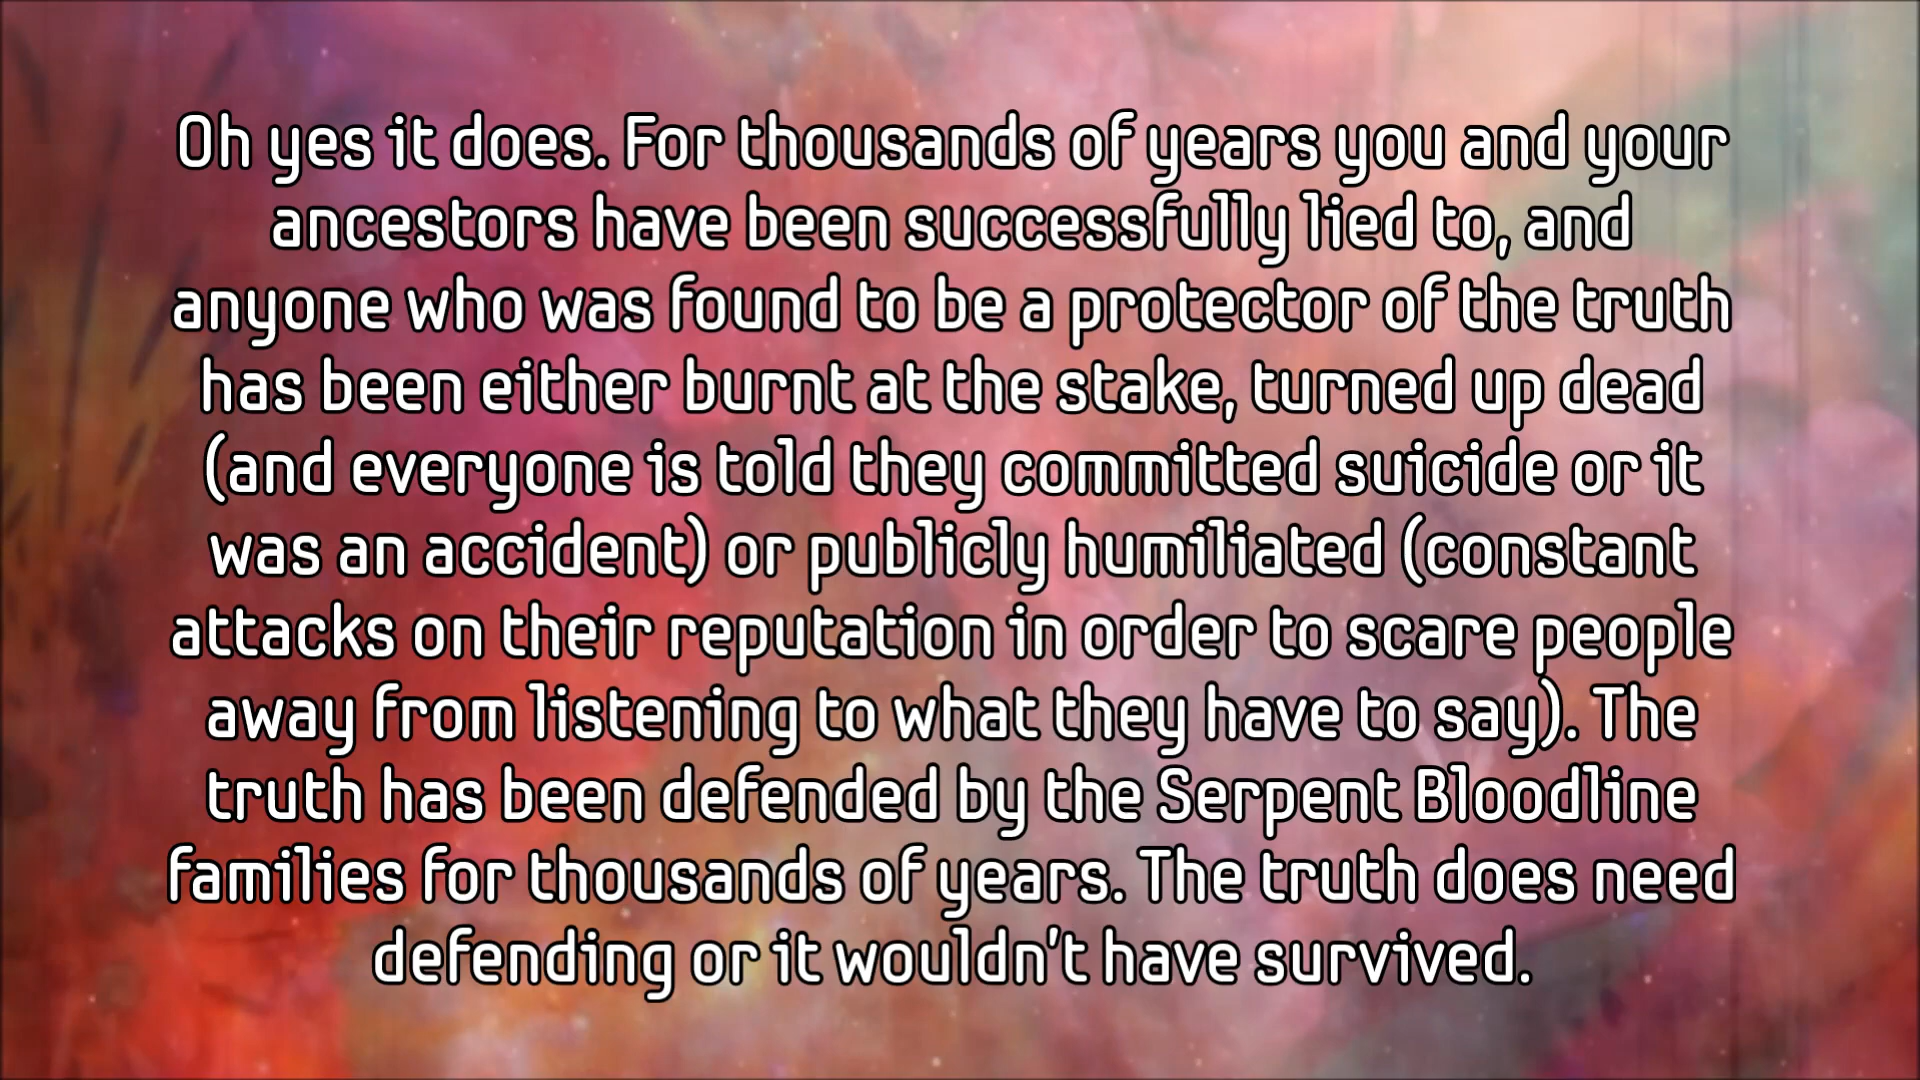 Oh yes it does. For thousands of years you and your
ancestors have been successfully lied to, and
anyone who was found to be a protector of the truth
has been either burnt at the stake, turned up dead
(and everyone is told they committed suicide or it
was an accident) or publicly humiliated (constant
attacks on their reputation in order to scare people
away from listening to what they have to say). The
truth has been defended by the Serpent Bloodline
families for thousands of years. The truth does need
defending or it wouldn't have survived.